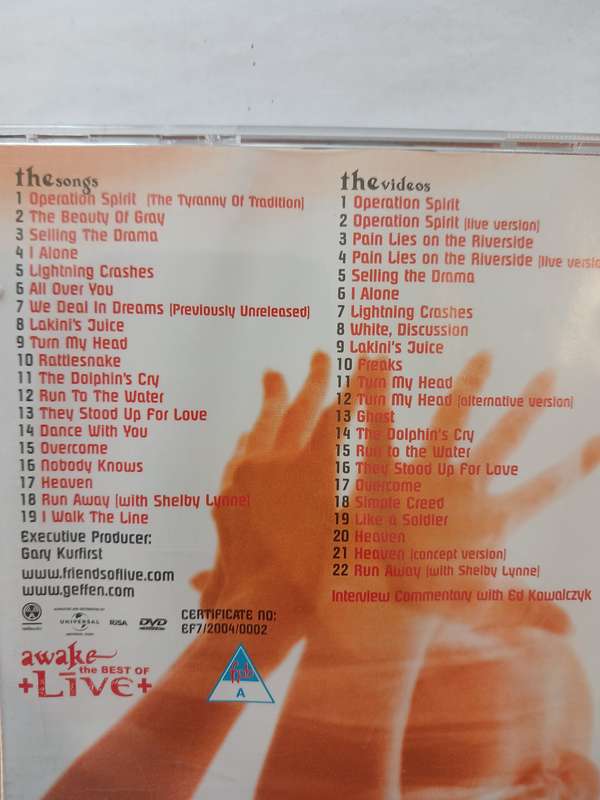 the songs
1 Operation Spirit (The Tyranny Of Tradition)
2 The Beauty Of Gray
3 Selling The Drama
4 I Alone
5 Lightning Crashes
6 All Over You
7 We Deal In Dreams (Previously Unreleased)
8 Lakini's Juice
9 Turn My Head
10 Rattlesnake
11 The Dolphin's Cry
12 Run To The Water
13 They Stood Up For Love
14 Dance With You
15 Overcome
16 Nobody Knows
17 Heaven
18 Run Away (with Shelby Lynne)
19 I Walk The Line
Executive Producer:
Gary Kurfirst
www.friendsoflive.com
www.geffen.com
UNIVERSAL
RISA
DVD
CERTIFICATE NO:
EF7/2004/0002
awake
the BEST OF
+Līve+
A
the videos
1 Operation Spirit
2 Operation Spirit (live version)
3 Pain Lies on the Riverside
4 Pain Lies on the Riverside (live versio
5 Selling the Drama
6 I Alone
7 Lightning Crashes
8 White, Discussion
9 Lakini's Juice
10 Freaks
11 Turn My Head
12 Turn My Head (alternative version)
13 Ghost
14 The Dolphin's Cry
15 Run to the Water
16 They Stood Up For Love
17 Overcome
18 Simple Creed
19 Like a Soldier
20 Heaven
21 Heaven (concept version)
22 Run Away (with Shelby Lynne)
Interview Commentary with Ed Kowalczyk